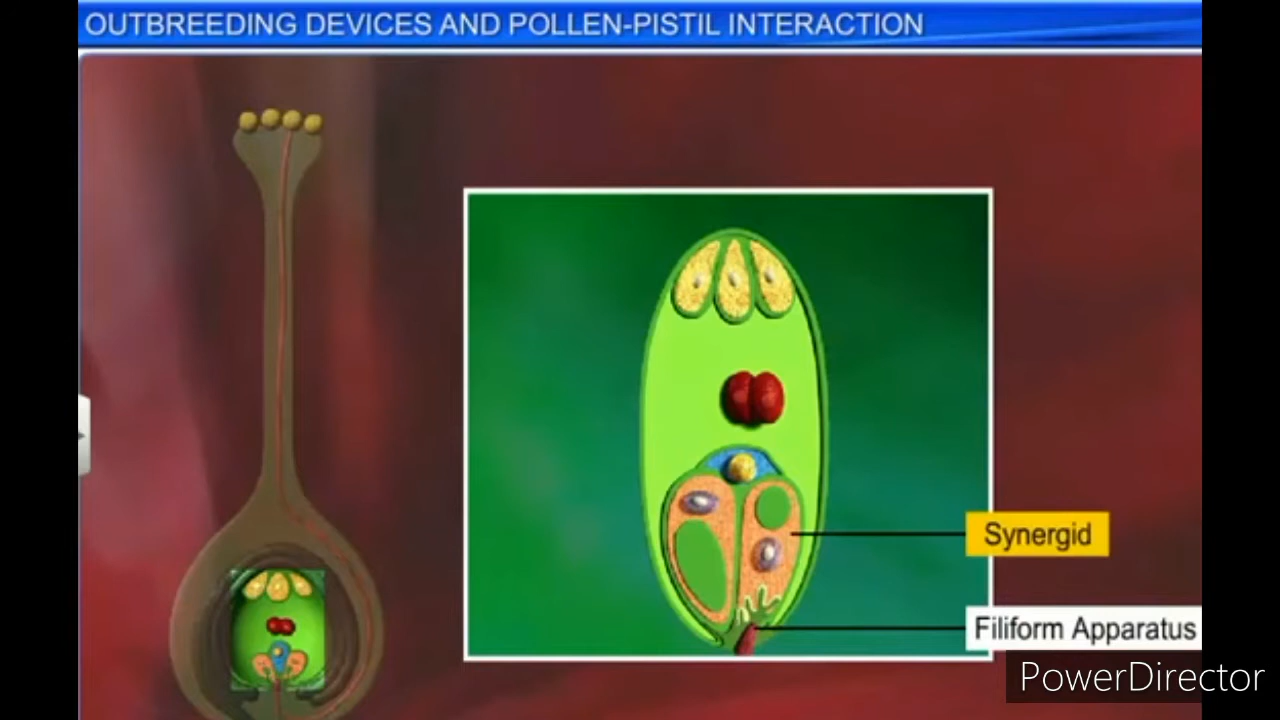 OUTBREEDING DEVICES AND POLLEN-PISTIL INTERACTION
Synergid
Filiform Apparatus
PowerDirector